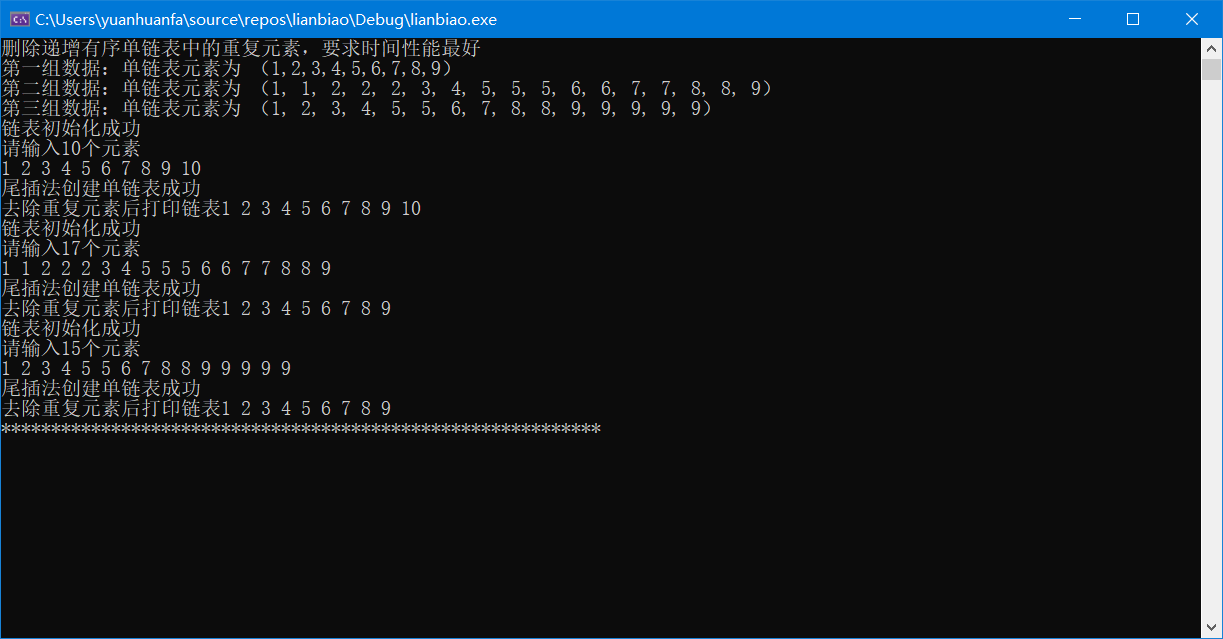 C:\Users\yuanhuanfa\source\repos\lianbiao\Debug\lianbiao.exe
删除递增有序单链表中的重复元素，要求时间性能最好
第一组数据：单链表元素为 （1,2,3,4,5,6,7,8,9）
第二组数据：单链表元素为 （1, 1, 2, 2, 2, 3, 4, 5, 5, 5, 6, 6, 7, 7, 8, 8, 9）
第三组数据：单链表元素为 （1, 2, 3, 4, 5, 5, 6, 7, 8, 8, 9, 9, 9, 9, 9）
链表初始化成功
请输入10个元素
1 2 3 4 5 6 7 8 9 10
尾插法创建单链表成功
去除重复元素后打印链表1 2 3 4 5 6 7 8 9 10
链表初始化成功
请输入17个元素
1 1 2 2 2 3 4 5 5 5 6 6 7 7 8 8 9
尾插法创建单链表成功
去除重复元素后打印链表1 2 3 4 5 6 7 8 9
链表初始化成功
请输入15个元素
1 2 3 4 5 5 6 7 8 8 9 9 9 9 9
尾插法创建单链表成功
去除重复元素后打印链表1 2 3 4 5 6 7 8 9
************************************************************